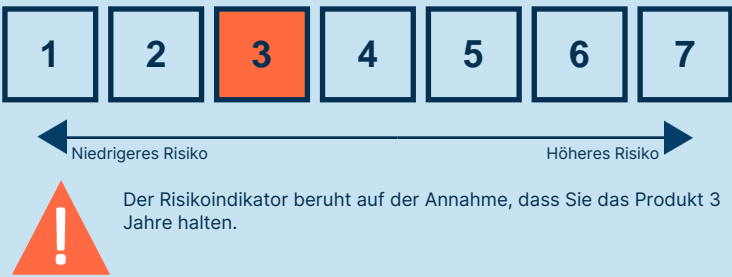 1 2 3 4 5 6 7
Niedrigeres Risiko Höheres Risiko
Der Risikoindikator beruht auf der Annahme, dass Sie das Produkt 3
Jahre halten.
!